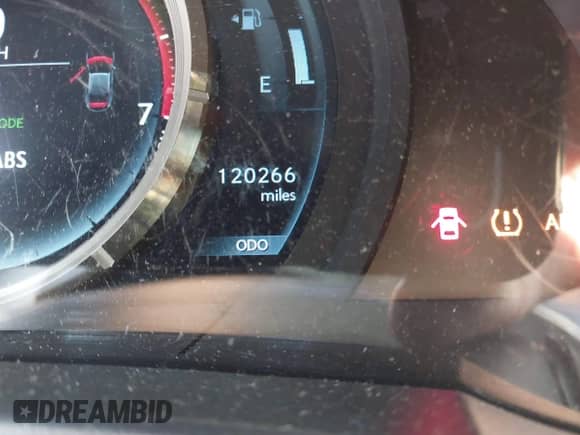 E
7
120266
miles
ODO
ABS
DREAMBID